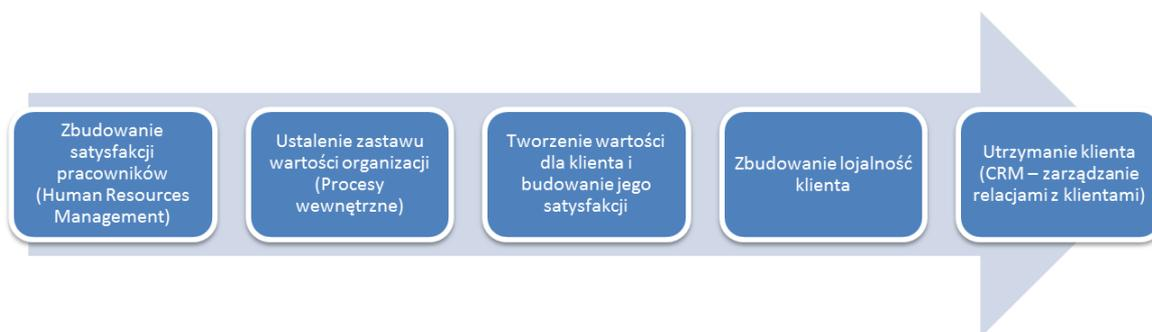 Zbudowanie
satysfakcji
pracowników
(Human Resources
Management)
Ustalenie zastawu
wartości organizacji
(Procesy
wewnętrzne)
Tworzenie wartości
dla klienta i
budowanie jego
satysfakcji
Zbudowanie lojalność
klienta
Utrzymanie klienta
(CRM – zarządzanie
relacjami z klientami)